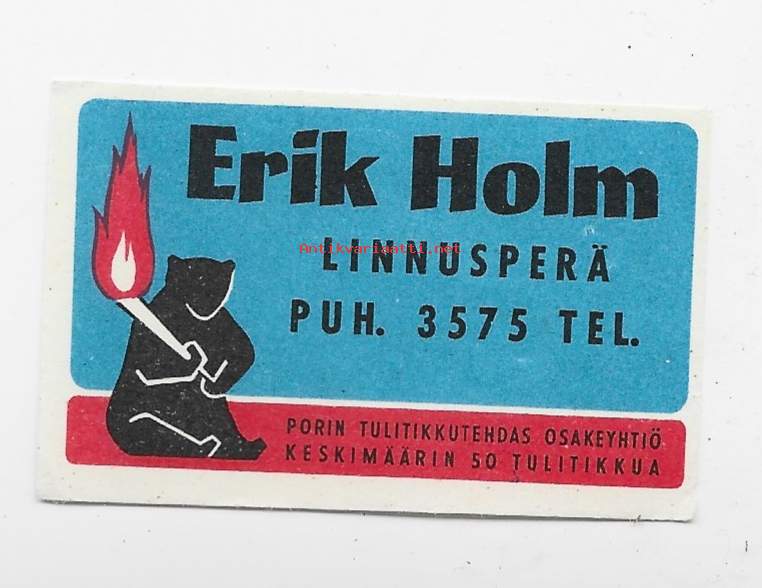 Erik Holm
Antikvariaatti.net
LINNUSPERÄ
PUH. 3575 TEL.
PORIN TULITIKKUTEHDAS OSAKEYHTIÖ
KESKIMÄÄRIN 50 TULITIKKUA